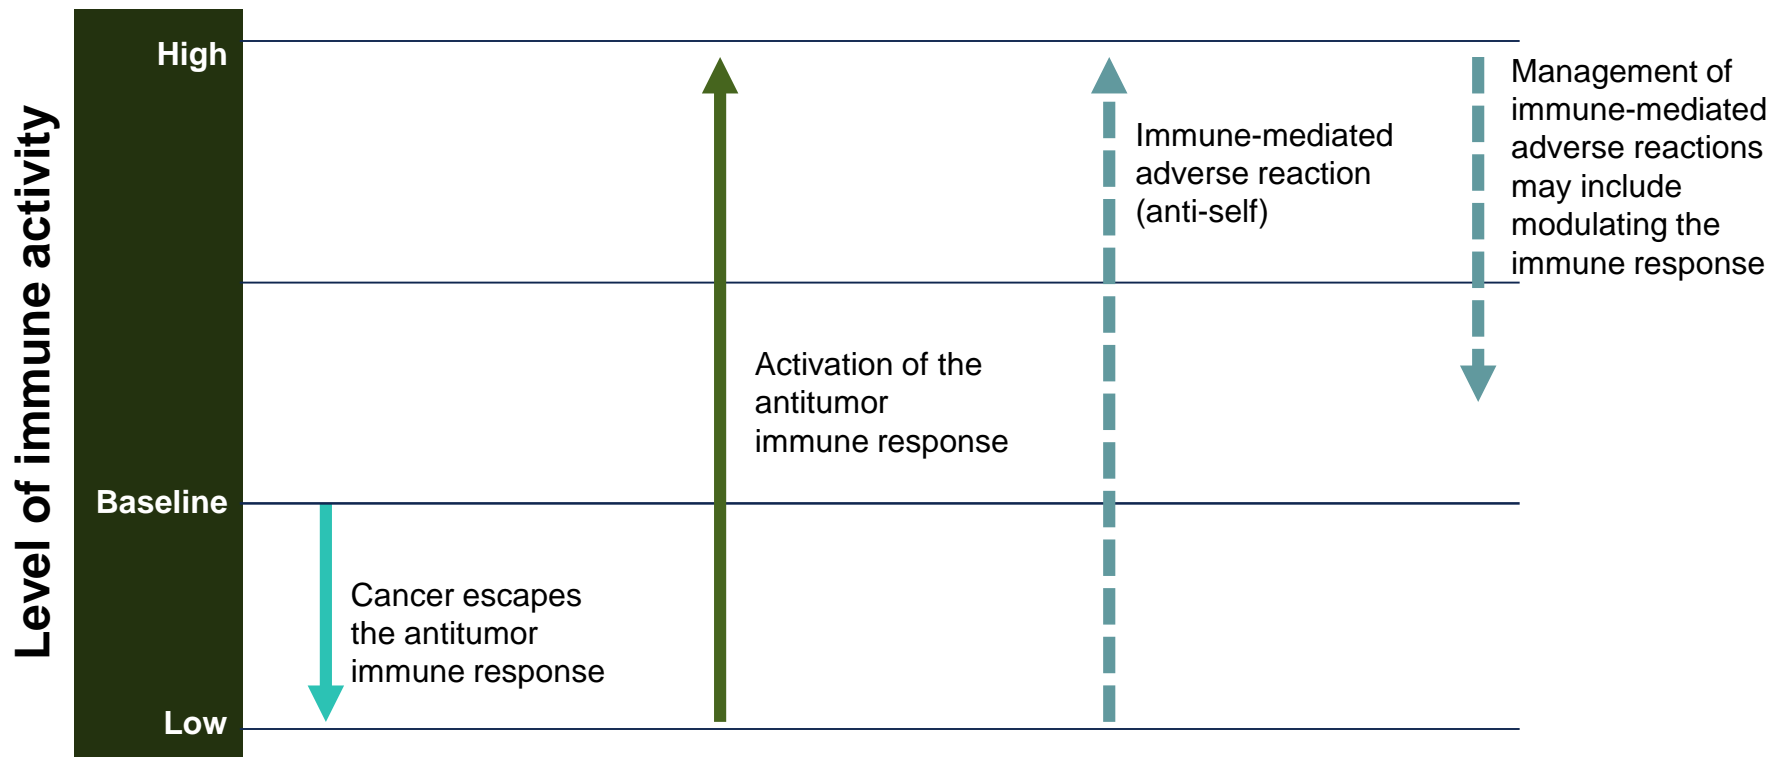 Level of immune activity
High
Baseline
Low
Cancer escapes
the antitumor
immune response
Activation of the
antitumor
immune response
Immune-mediated
adverse reaction
(anti-self)
Management of
immune-mediated
adverse reactions
may include
modulating the
immune response